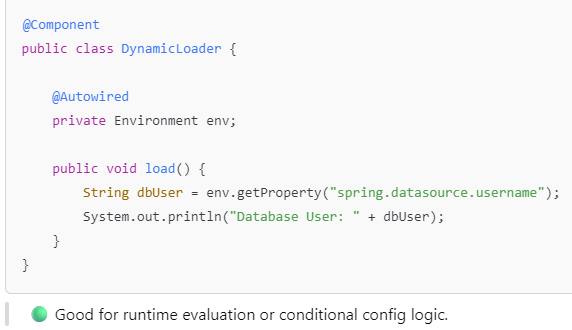 @Component
public class DynamicLoader {
    @Autowired
    private Environment env;
    public void load() {
        String dbUser = env.getProperty("spring.datasource.username");
        System.out.println("Database User: " + dbUser);
    }
}
Good for runtime evaluation or conditional config logic.